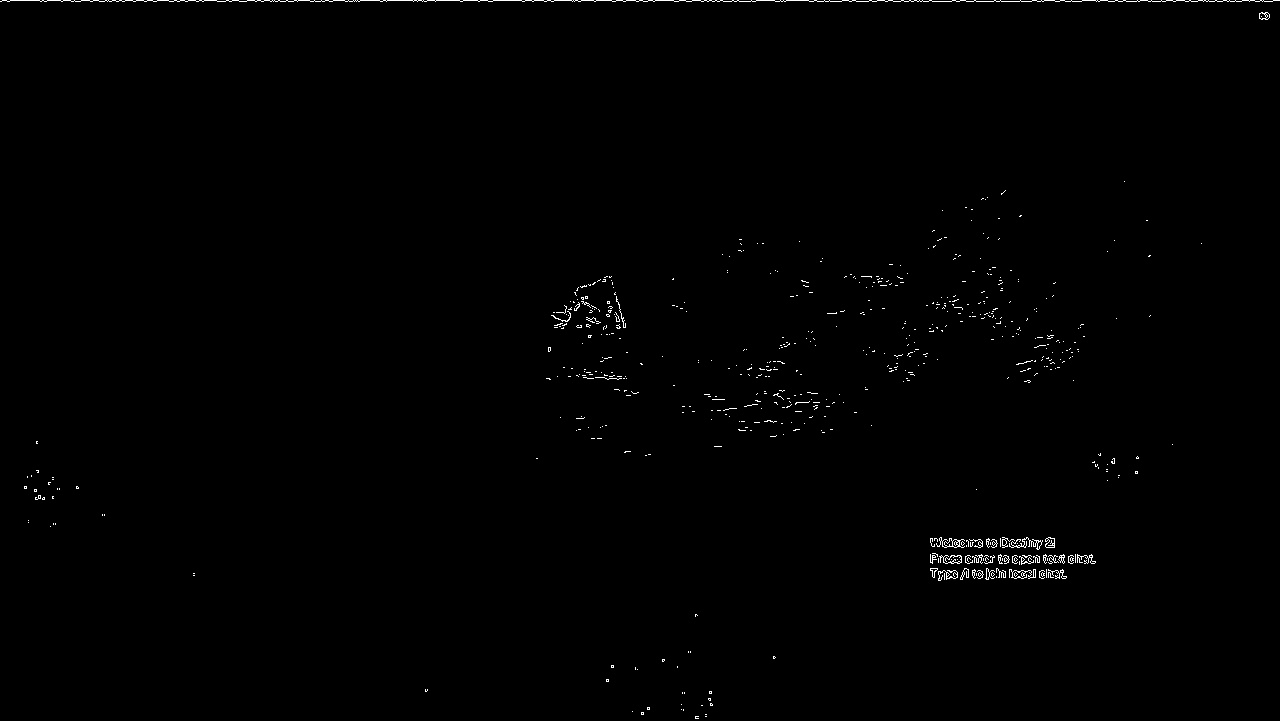 Welcome to Destiny 2!
Press enter to open text chat.
Type /l to join local chat.